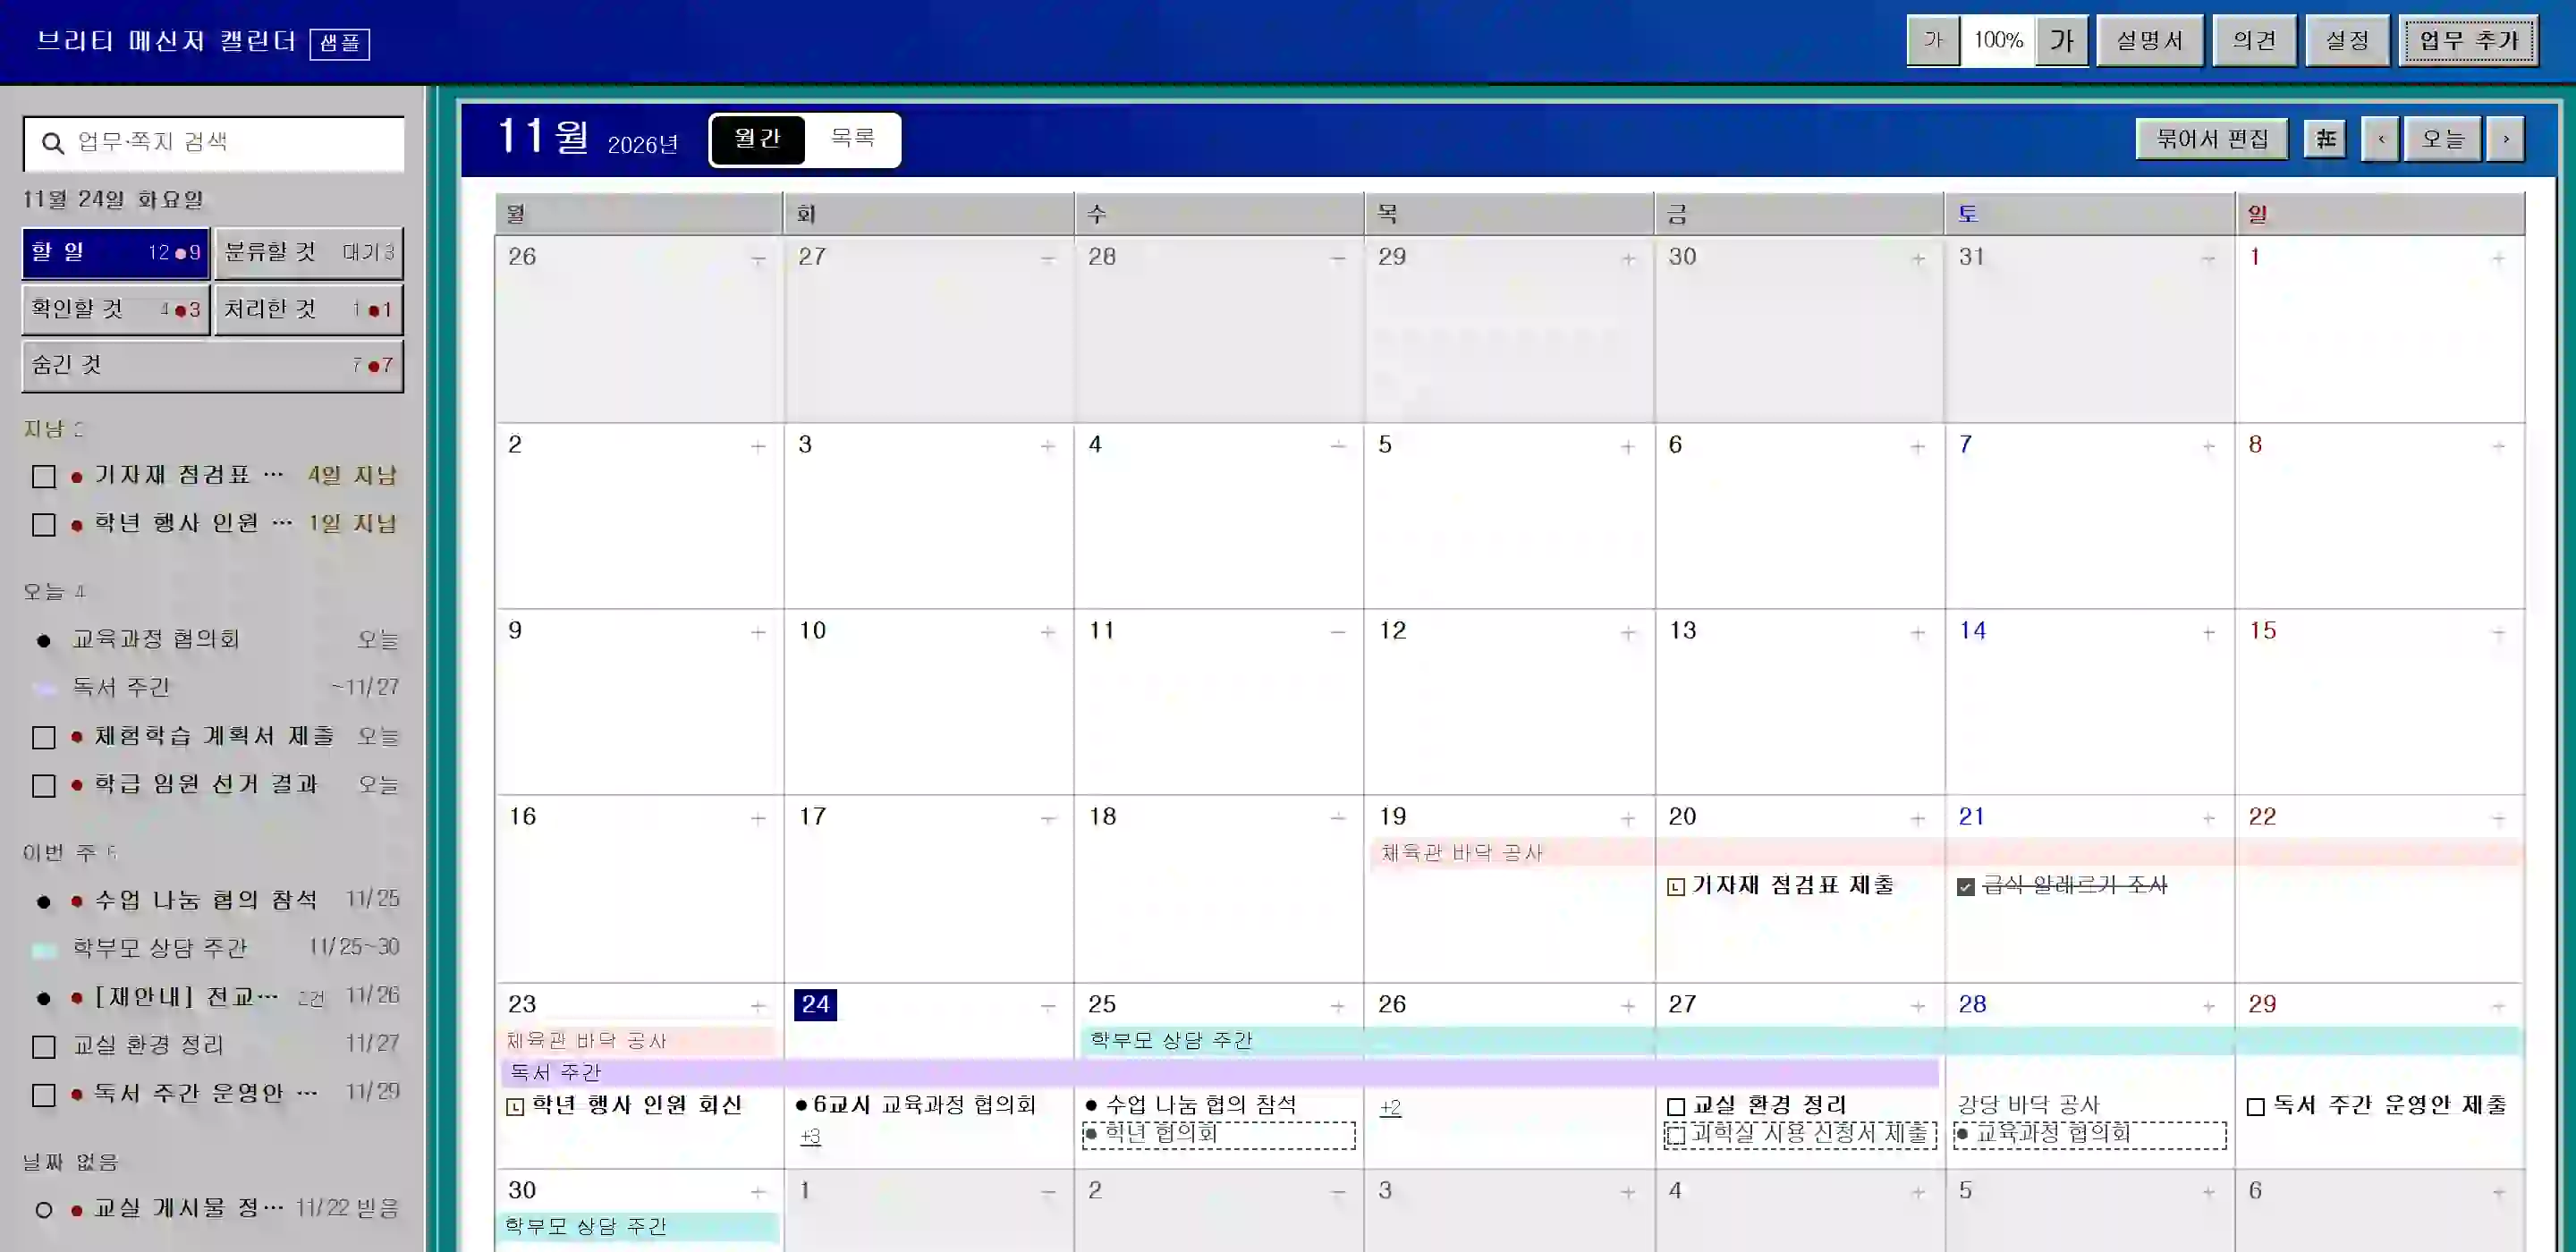 브리티 메신저 캘린더 샘플
가 100% 가 설명서 의견 설정 업무 추가
업무·쪽지 검색
11월 24일 화요일
할 일 12 9
분류할 것 대기 3
확인할 것 4 3
처리한 것 1 1
숨긴 것 7 7
지남 2
기자재 점검표 … 4일 지남
학년 행사 인원 … 1일 지남
오늘 4
교육과정 협의회 오늘
독서 주간 ~11/27
체험학습 계획서 제출 오늘
학급 임원 선거 결과 오늘
이번 주
수업 나눔 협의 참석 11/25
학부모 상담 주간 11/25~30
[재안내] 전교… 2건 11/26
교실 환경 정리 11/27
독서 주간 운영안 … 11/29
날짜 없음
교실 게시물 정… 11/22 받음
11월 2026년 월간 목록
묶어서 편집 ‹ 오늘 ›
월 화 수 목 금 토 일
26 27 28 29 30 31 1
2 3 4 5 6 7 8
9 10 11 12 13 14 15
16 17 18 19 20 21 22
체육관 바닥 공사
기자재 점검표 제출 급식 알레르기 조사
23 24 25 26 27 28 29
체육관 바닥 공사 학부모 상담 주간
독서 주간
학년 행사 인원 회신 6교시 교육과정 협의회 수업 나눔 협의 참석 +2 교실 환경 정리 강당 바닥 공사 독서 주간 운영안 제출
+3 학년 협의회 과학실 사용 신청서 제출 교육과정 협의회
30 1 2 3 4 5 6
학부모 상담 주간